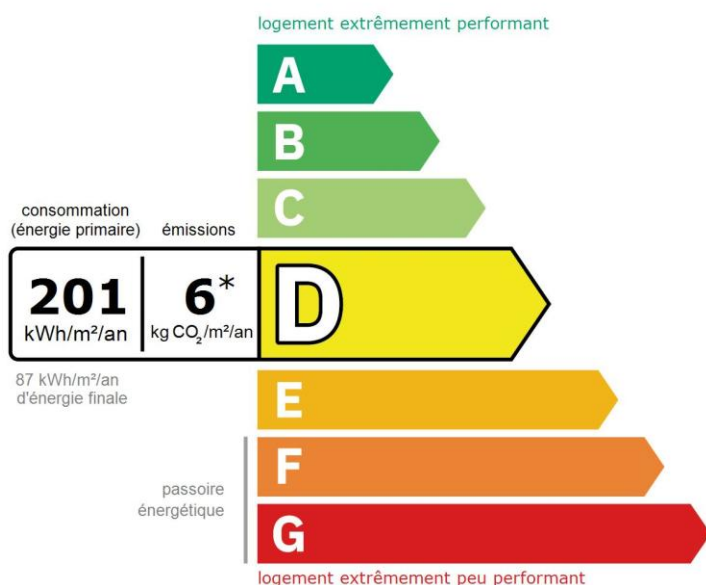 logement extrêmement performant
A
B
C
consommation
(énergie primaire)
émissions
201
kWh/m²/an
6*
kg CO₂/m²/an
D
87 kWh/m²/an
d'énergie finale
E
F
passoire
énergétique
G
logement extrêmement peu performant